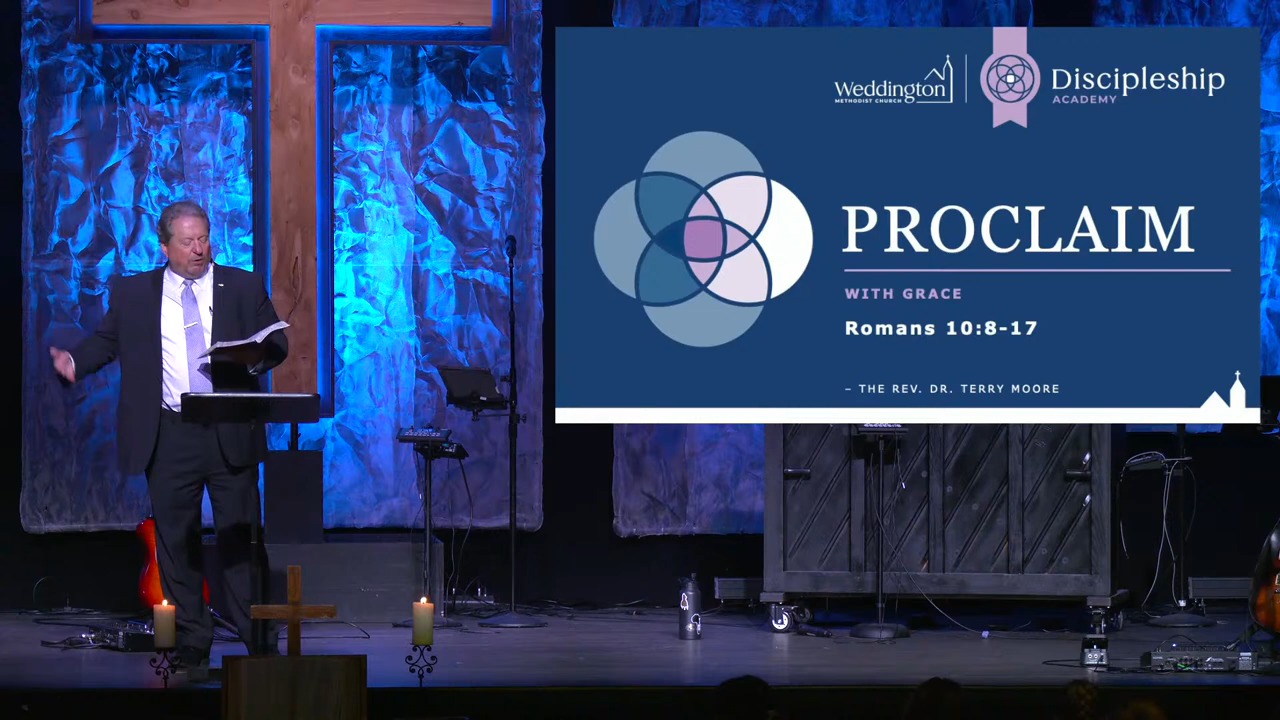 Weddington
METHODIST CHURCH
Discipleship
ACADEMY
PROCLAIM
WITH GRACE
Romans 10:8-17
– THE REV. DR. TERRY MOORE